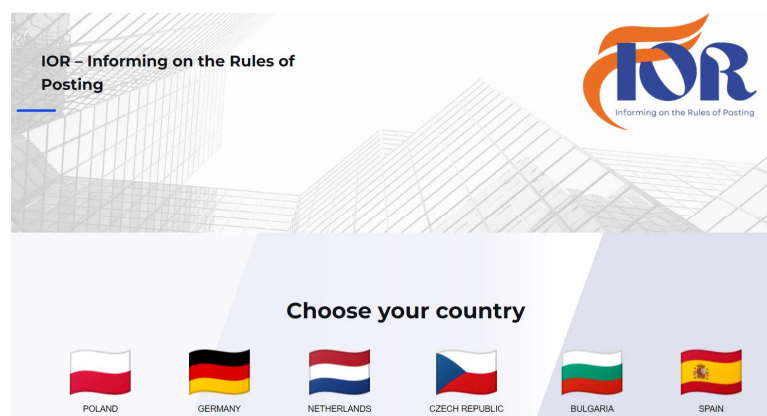 IOR – Informing on the Rules of
Posting
IOR
Informing on the Rules of Posting
Choose your country
POLAND
GERMANY
NETHERLANDS
CZECH REPUBLIC
BULGARIA
SPAIN